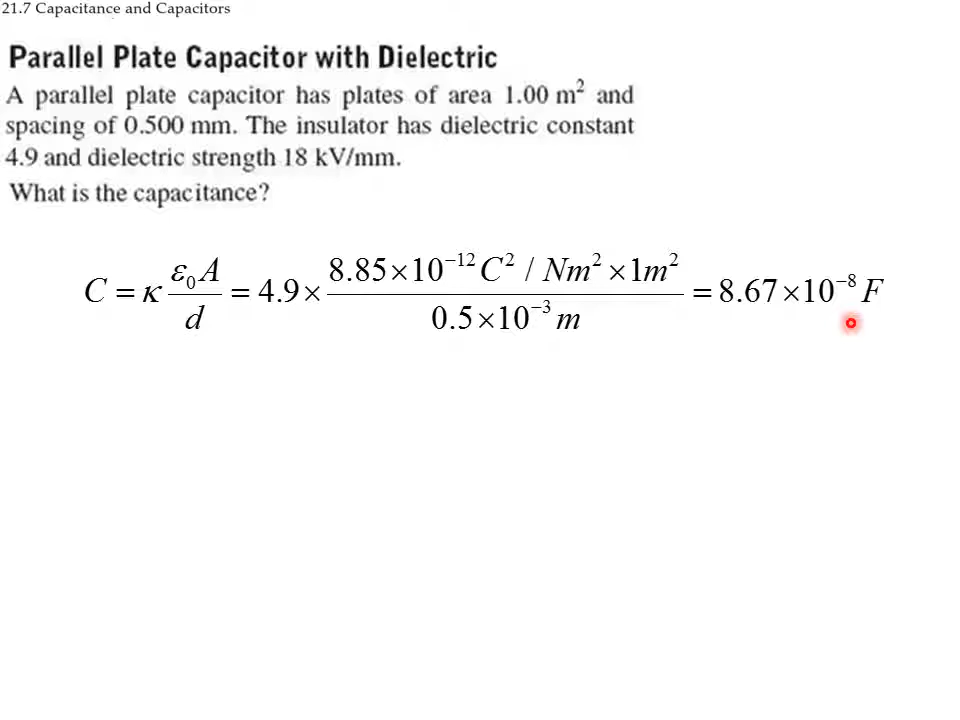 21.7 Capacitance and Capacitors
Parallel Plate Capacitor with Dielectric
A parallel plate capacitor has plates of area 1.00 m² and
spacing of 0.500 mm. The insulator has dielectric constant
4.9 and dielectric strength 18 kV/mm.
What is the capacitance?
C = κ ε₀A / d = 4.9 × 8.85×10⁻¹² C² / Nm² × 1m² / 0.5×10⁻³ m = 8.67×10⁻⁸ F